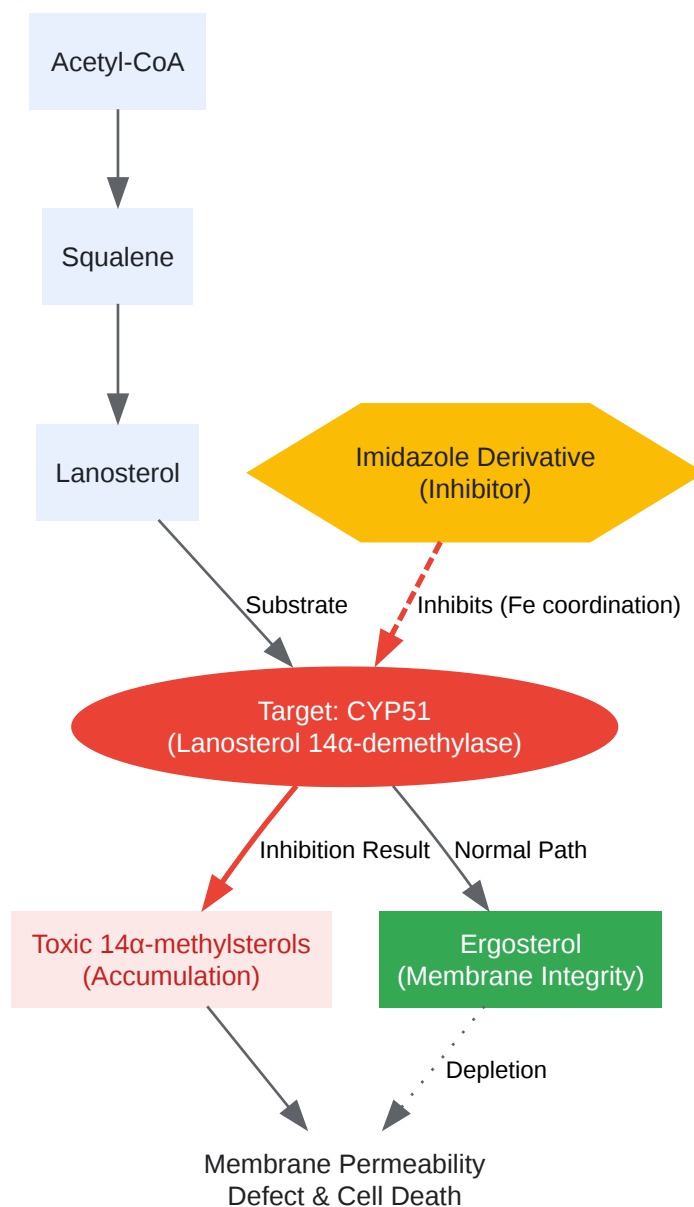 Acetyl-CoA
Squalene
Lanosterol
Imidazole Derivative
(Inhibitor)
Substrate
Inhibits (Fe coordination)
Target: CYP51
(Lanosterol 14α-demethylase)
Inhibition Result
Normal Path
Toxic 14α-methylsterols
(Accumulation)
Ergosterol
(Membrane Integrity)
Depletion
Membrane Permeability
Defect & Cell Death